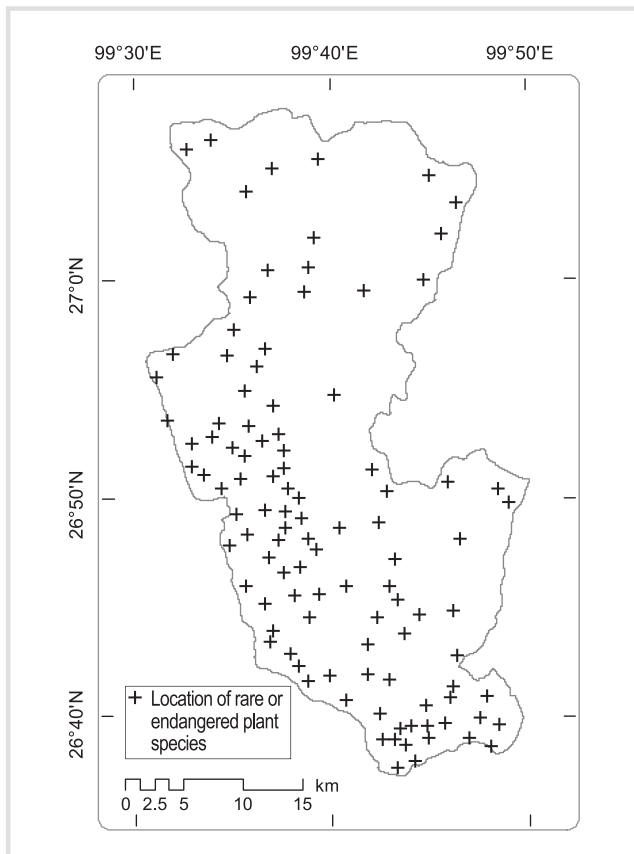 99°30'E 99°40'E 99°50'E
27°0'N
26°50'N
26°40'N
Location of rare or
endangered plant
species
km
0 2.5 5 10 15